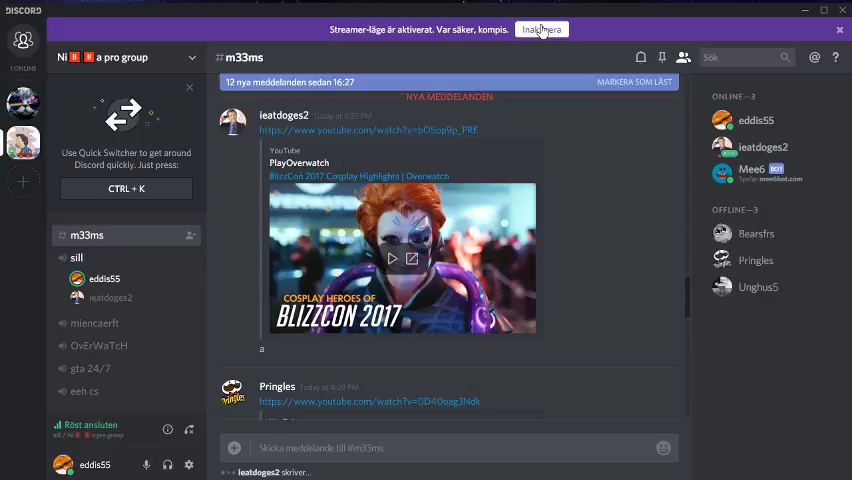 DISCORD
Streamer-läge är aktiverat. Var säker, kompis.
Inaktivera
Ni🅱🅱a pro group
# m33ms
Sök
1 ONLINE
12 nya meddelanden sedan 16:27
MARKERA SOM LÄST
NYA MEDDELANDEN
Use Quick Switcher to get around
Discord quickly. Just press:
CTRL + K
# m33ms
sill
eddis55
ieatdoges2
miencaerft
OvErWaTcH
gta 24/7
eeh cs
Röst ansluten
sill / Ni🅱🅱a pro group
eddis55
ieatdoges2 Today at 4:27 PM
https://www.youtube.com/watch?v=bO5op9p_PRE
YouTube
PlayOverwatch
BlizzCon 2017 Cosplay Highlights | Overwatch
COSPLAY HEROES OF
BLIZZCON 2017
a
Pringles Today at 4:29 PM
https://www.youtube.com/watch?v=0D40oag3Ndk
Skicka meddelande till #m33ms
ieatdoges2 skriver...
ONLINE—3
eddis55
ieatdoges2
Mee6 BOT
Spelar mee6bot.com
OFFLINE—3
Bearsfrs
Pringles
Unghus5